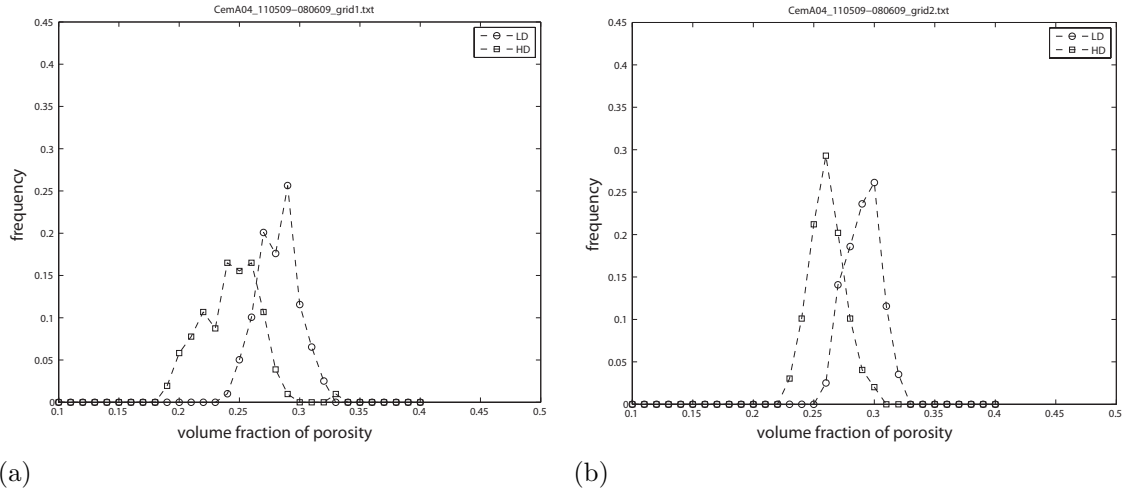 CemA04_110509−080609_grid1.txt
0.45
0.4
0.35
0.3
0.25
0.2
0.15
0.1
0.05
0
0.1 0.15 0.2 0.25 0.3 0.35 0.4 0.45 0.5
frequency
volume fraction of porosity
LD
HD
(a)
CemA04_110509−080609_grid2.txt
0.45
0.4
0.35
0.3
0.25
0.2
0.15
0.1
0.05
0
0.1 0.15 0.2 0.25 0.3 0.35 0.4 0.45 0.5
frequency
volume fraction of porosity
LD
HD
(b)